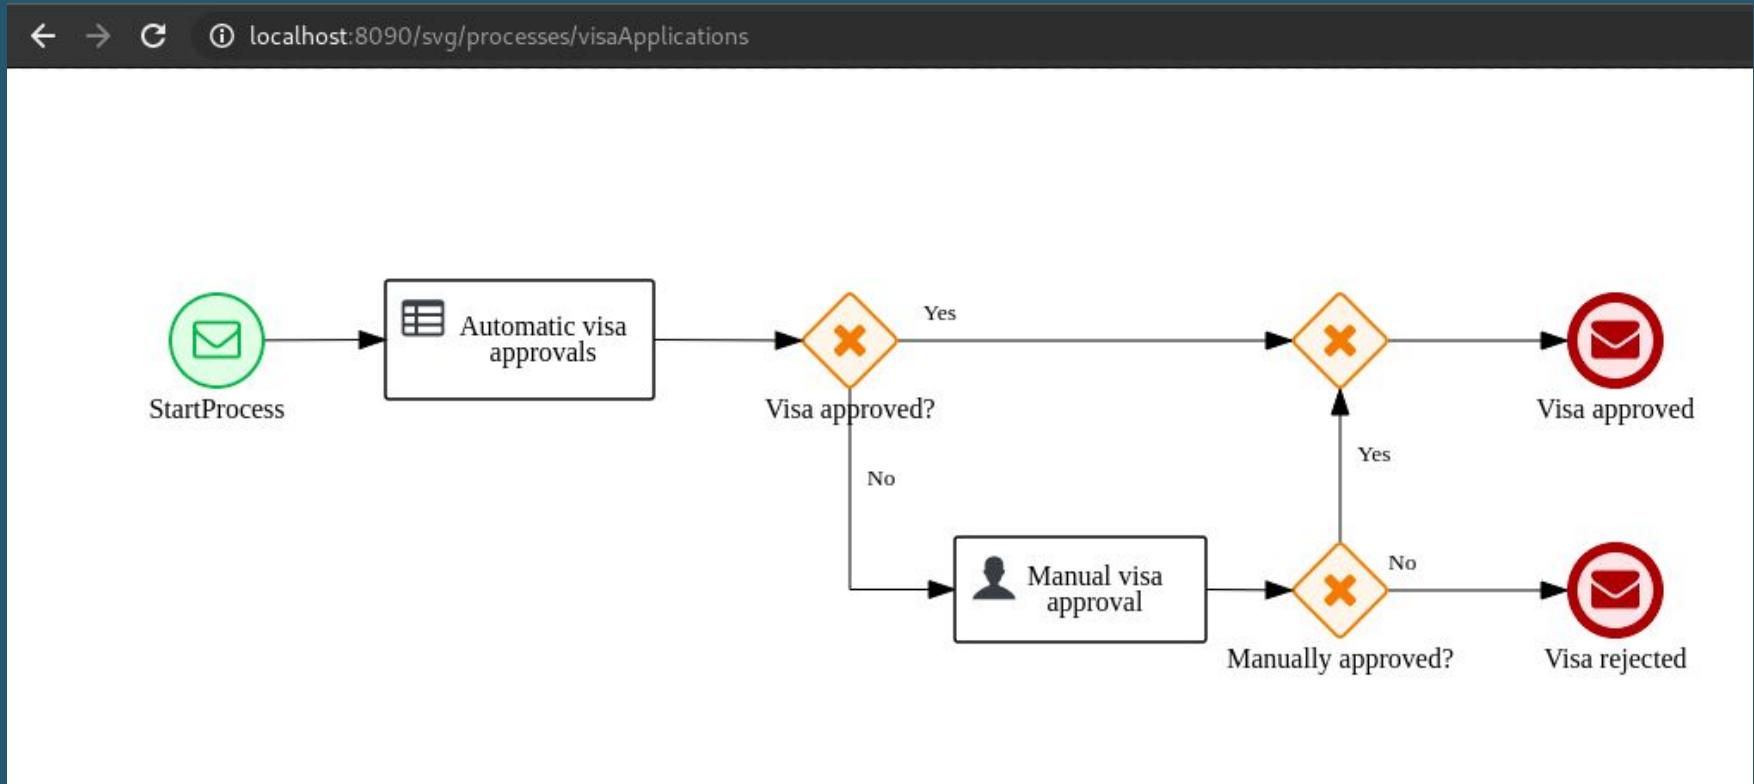 localhost:8090/svg/processes/visaApplications
StartProcess
Automatic visa
approvals
Visa approved?
Yes
No
Visa approved
Yes
Manual visa
approval
Manually approved?
No
Visa rejected